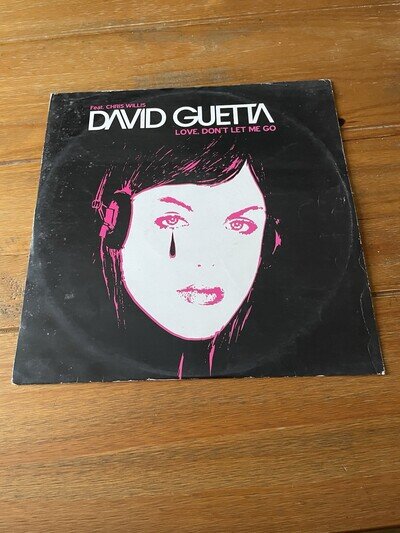 Feat. CHRIS WILLIS
DAVID GUETTA
LOVE, DON'T LET ME GO